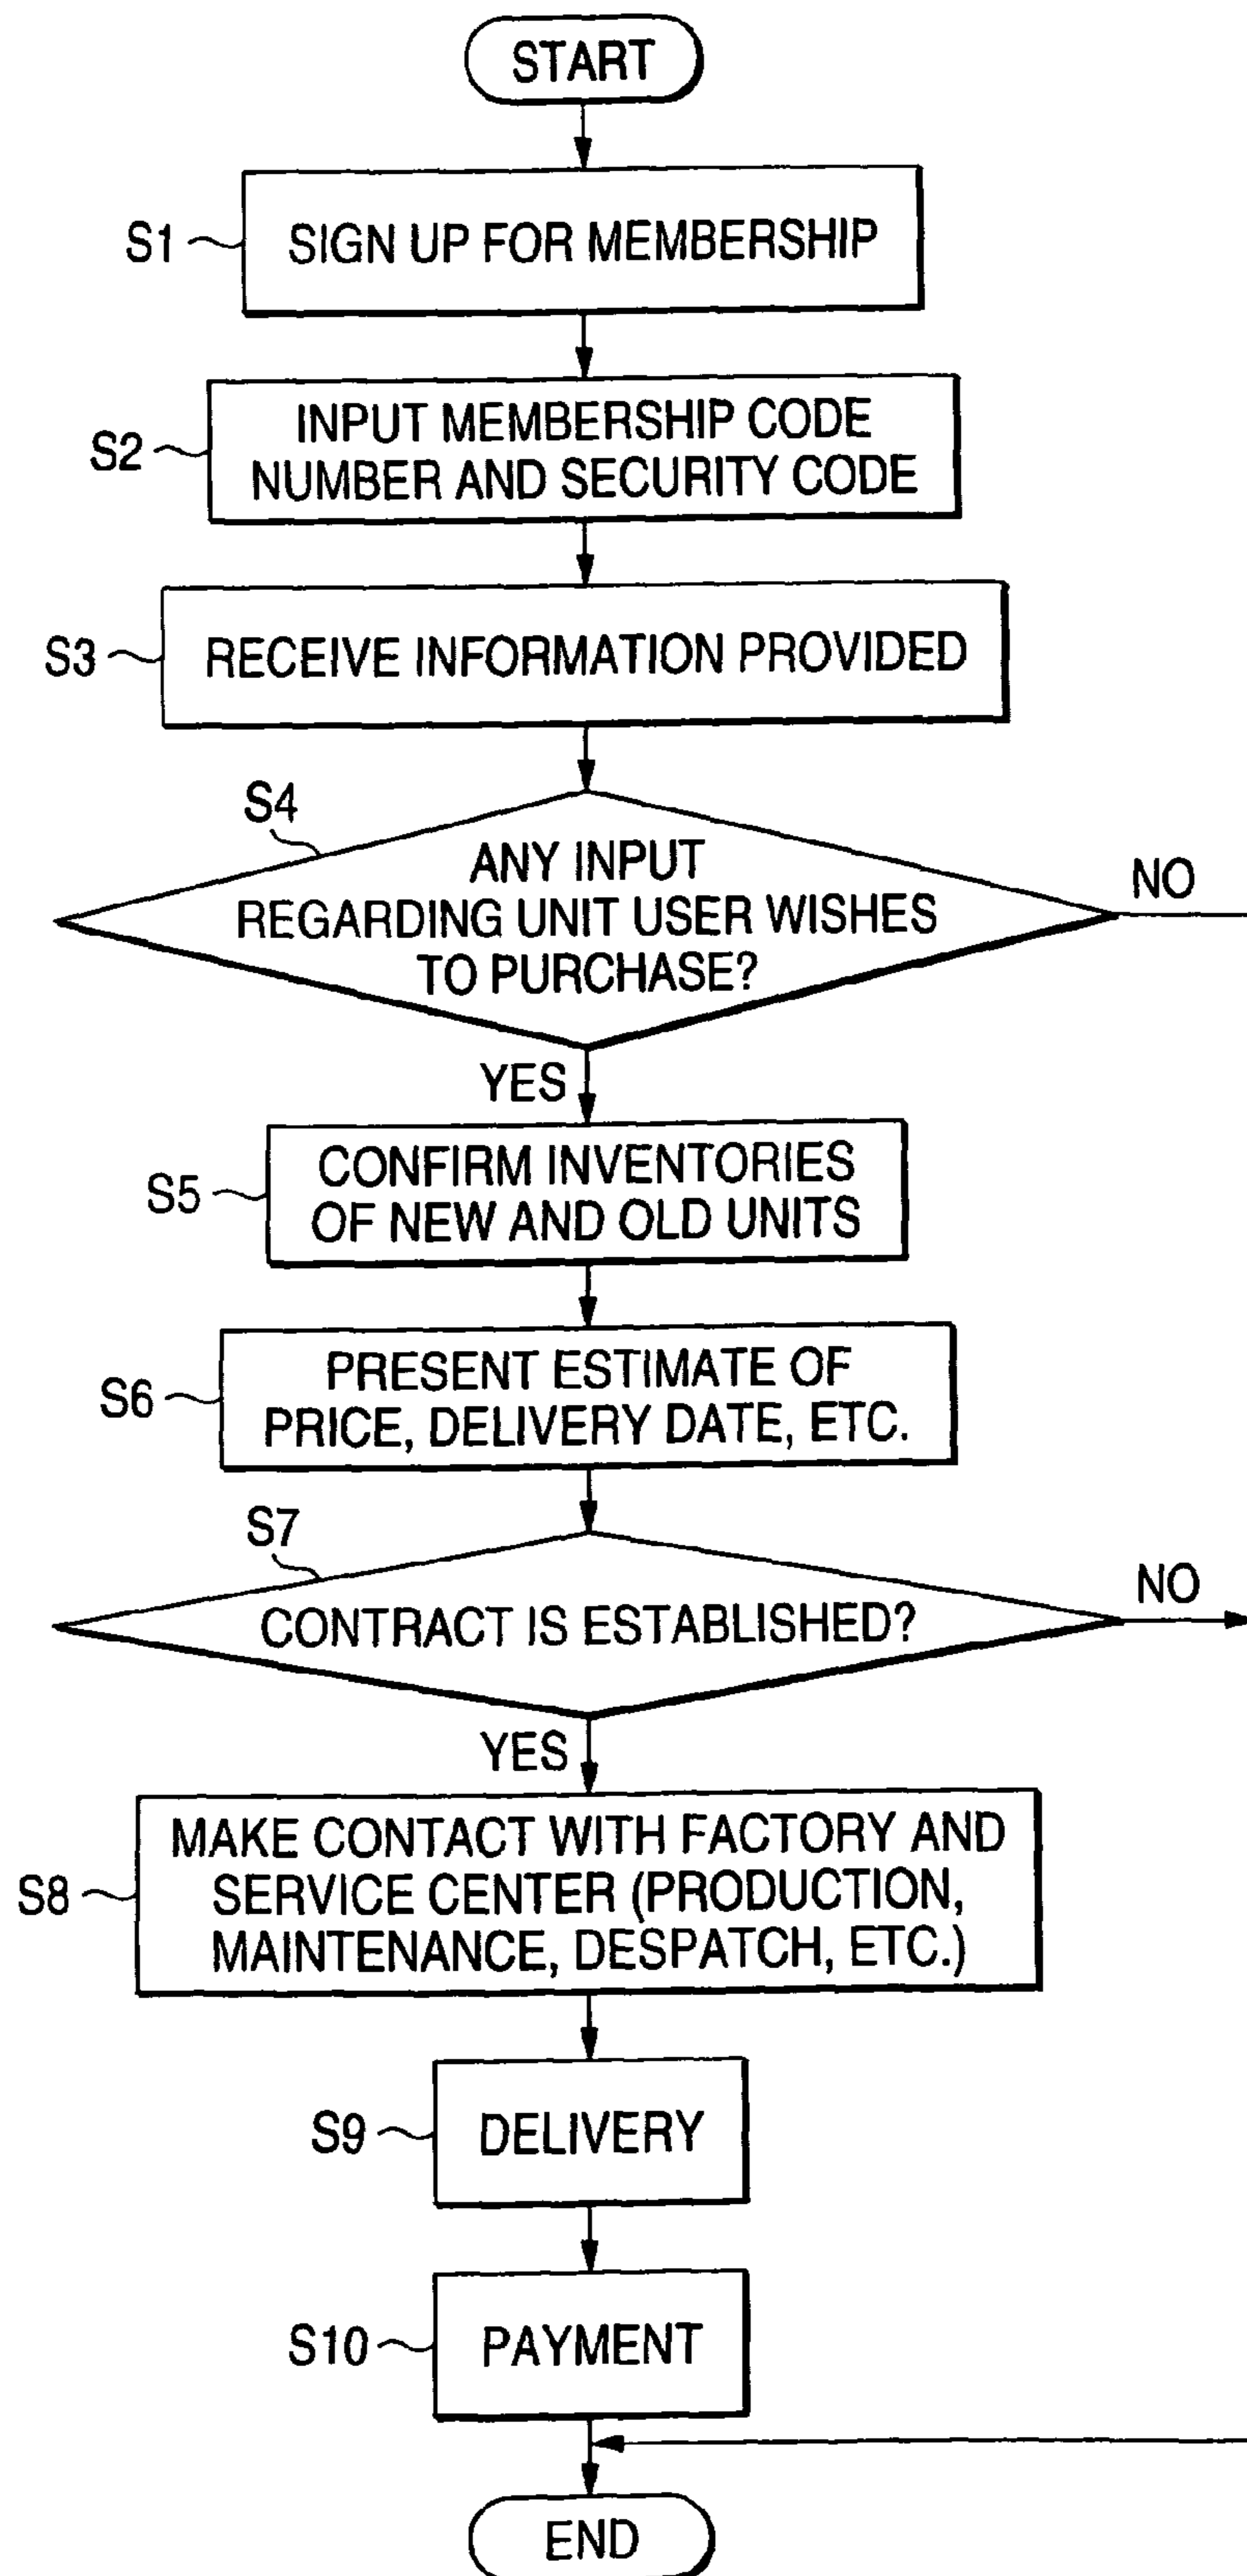 START
S1
SIGN UP FOR MEMBERSHIP
S2
INPUT MEMBERSHIP CODE
NUMBER AND SECURITY CODE
S3
RECEIVE INFORMATION PROVIDED
S4
ANY INPUT
REGARDING UNIT USER WISHES
TO PURCHASE?
NO
YES
S5
CONFIRM INVENTORIES
OF NEW AND OLD UNITS
S6
PRESENT ESTIMATE OF
PRICE, DELIVERY DATE, ETC.
S7
CONTRACT IS ESTABLISHED?
NO
YES
S8
MAKE CONTACT WITH FACTORY AND
SERVICE CENTER (PRODUCTION,
MAINTENANCE, DESPATCH, ETC.)
S9
DELIVERY
S10
PAYMENT
END